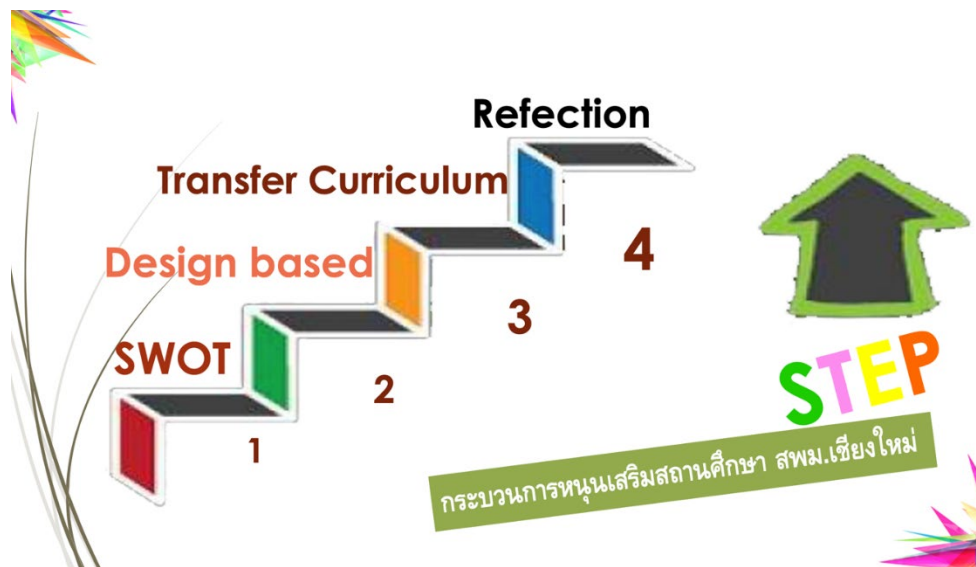 Refection
Transfer Curriculum
Design based
SWOT
4
3
2
1
STEP
กระบวนการหนุนเสริมสถานศึกษา สพม.เชียงใหม่